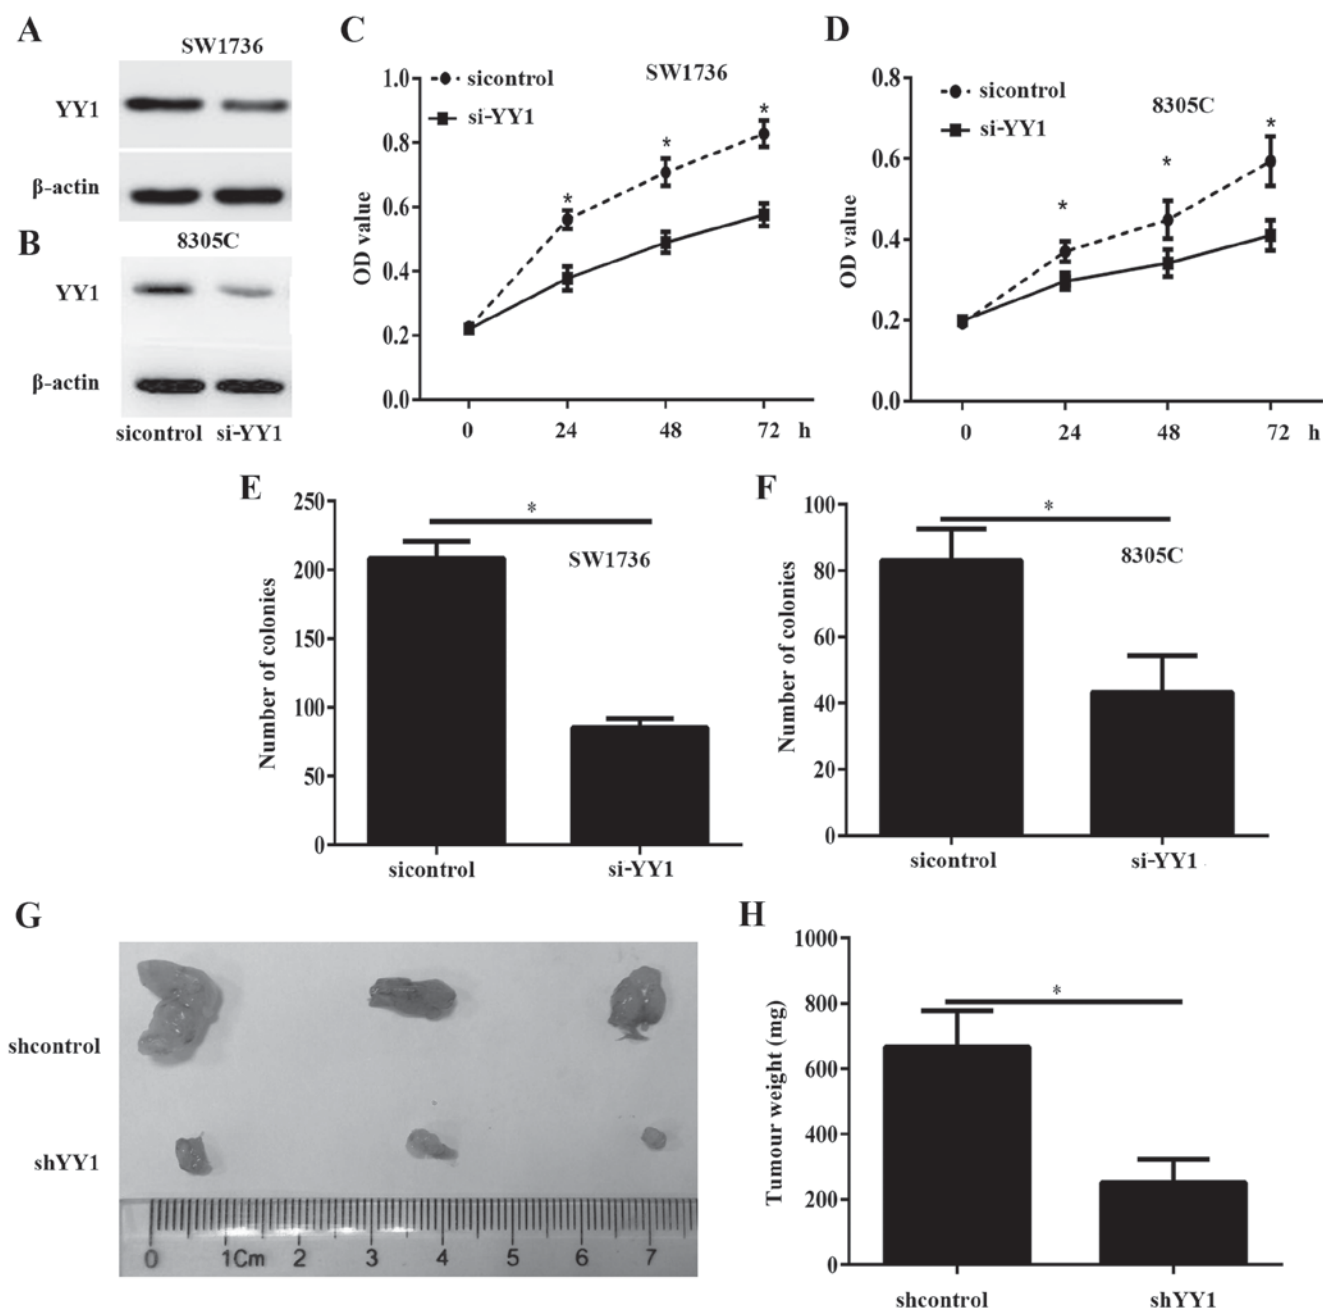 A
SW1736
YY1
β-actin
B
8305C
YY1
β-actin
sicontrol si-YY1
C
SW1736
sicontrol
si-YY1
OD value
1.0
0.8
0.6
0.4
0.2
0.0
* * *
0 24 48 72 h
D
8305C
sicontrol
si-YY1
OD value
0.8
0.6
0.4
0.2
0.0
* * *
0 24 48 72 h
E
SW1736
*
Number of colonies
250
200
150
100
50
0
sicontrol si-YY1
F
8305C
*
Number of colonies
100
80
60
40
20
0
sicontrol si-YY1
G
shcontrol
shYY1
0 1Cm 2 3 4 5 6 7
H
*
Tumour weight (mg)
1000
800
600
400
200
0
shcontrol shYY1